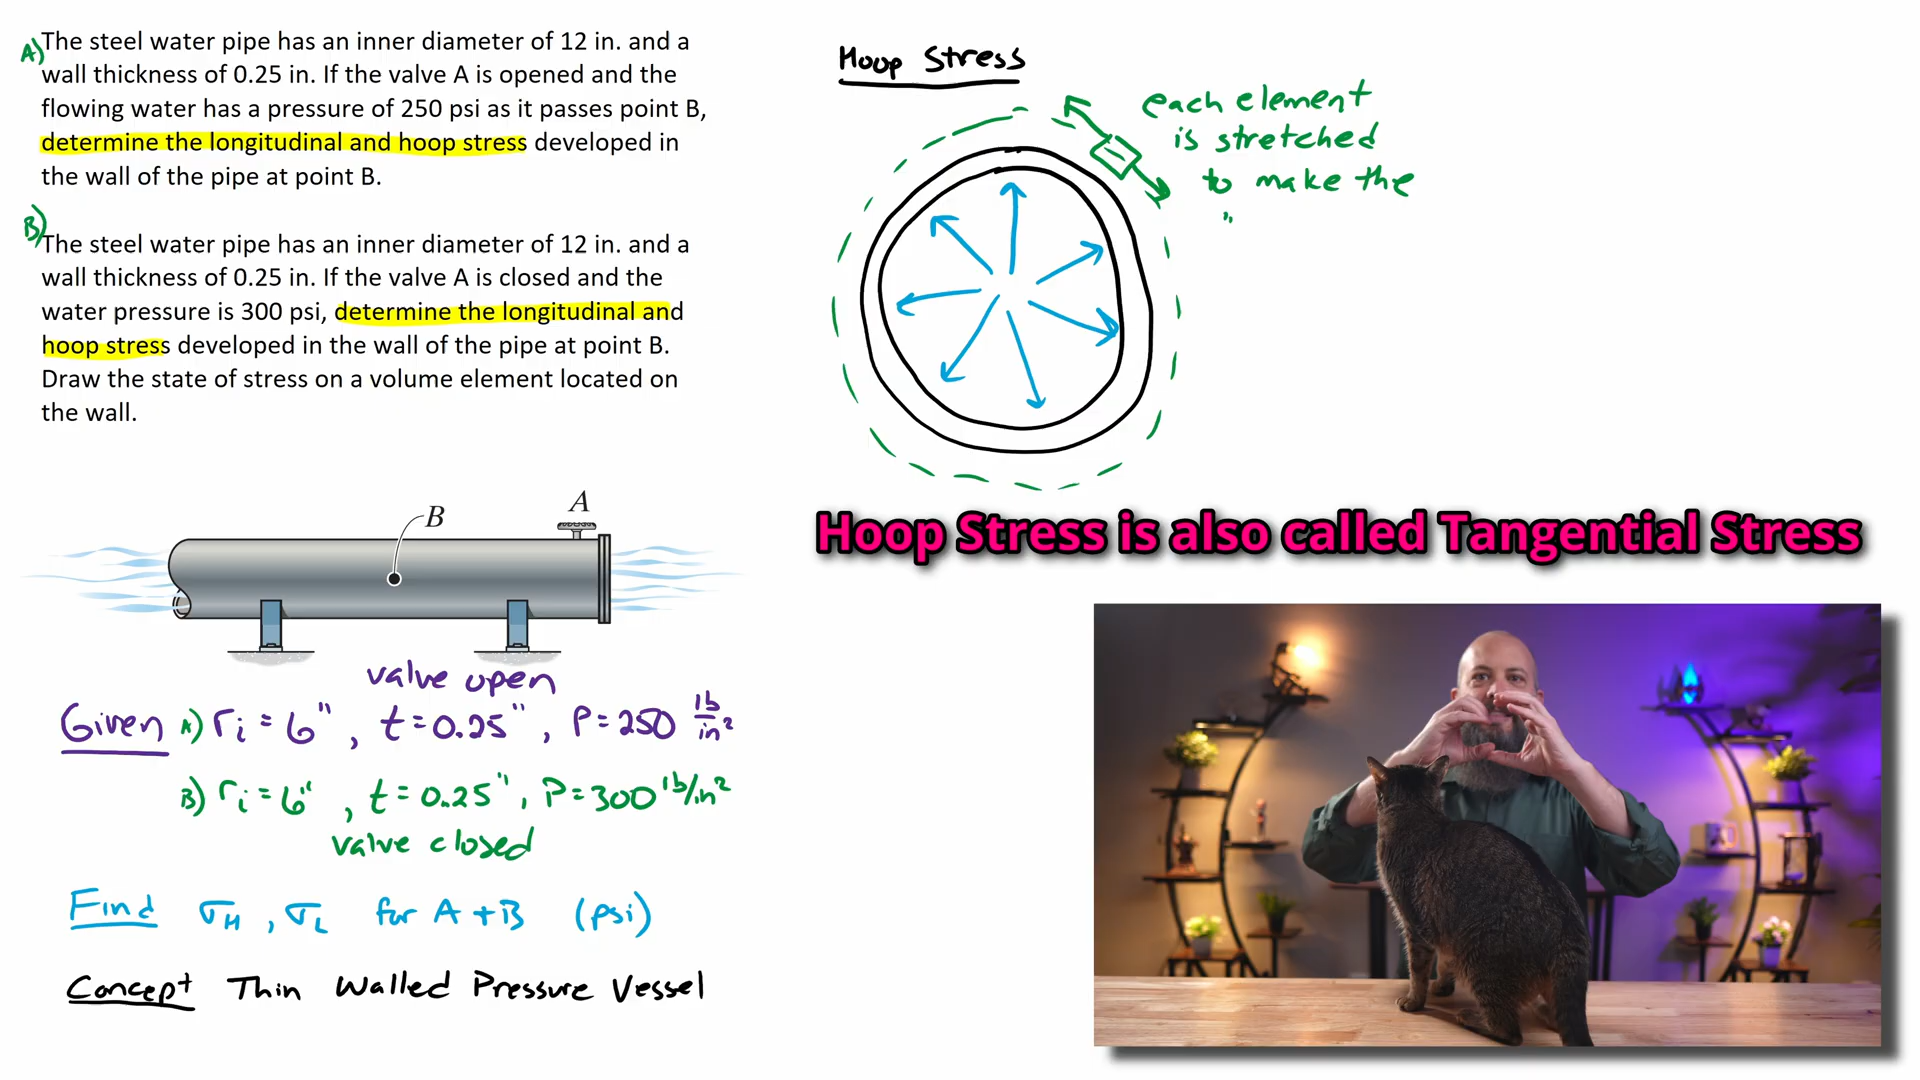 A)
The steel water pipe has an inner diameter of 12 in. and a
wall thickness of 0.25 in. If the valve A is opened and the
flowing water has a pressure of 250 psi as it passes point B,
determine the longitudinal and hoop stress developed in
the wall of the pipe at point B.
B)
The steel water pipe has an inner diameter of 12 in. and a
wall thickness of 0.25 in. If the valve A is closed and the
water pressure is 300 psi, determine the longitudinal and
hoop stress developed in the wall of the pipe at point B.
Draw the state of stress on a volume element located on
the wall.
B
A
valve open
Given A) ri = 6", t = 0.25", P = 250 lb/in²
B) ri = 6", t = 0.25", P = 300 lb/in²
valve closed
Find σH, σL for A + B (psi)
Concept Thin Walled Pressure Vessel
Hoop Stress
each element
is stretched
to make the
"
Hoop Stress is also called Tangential Stress